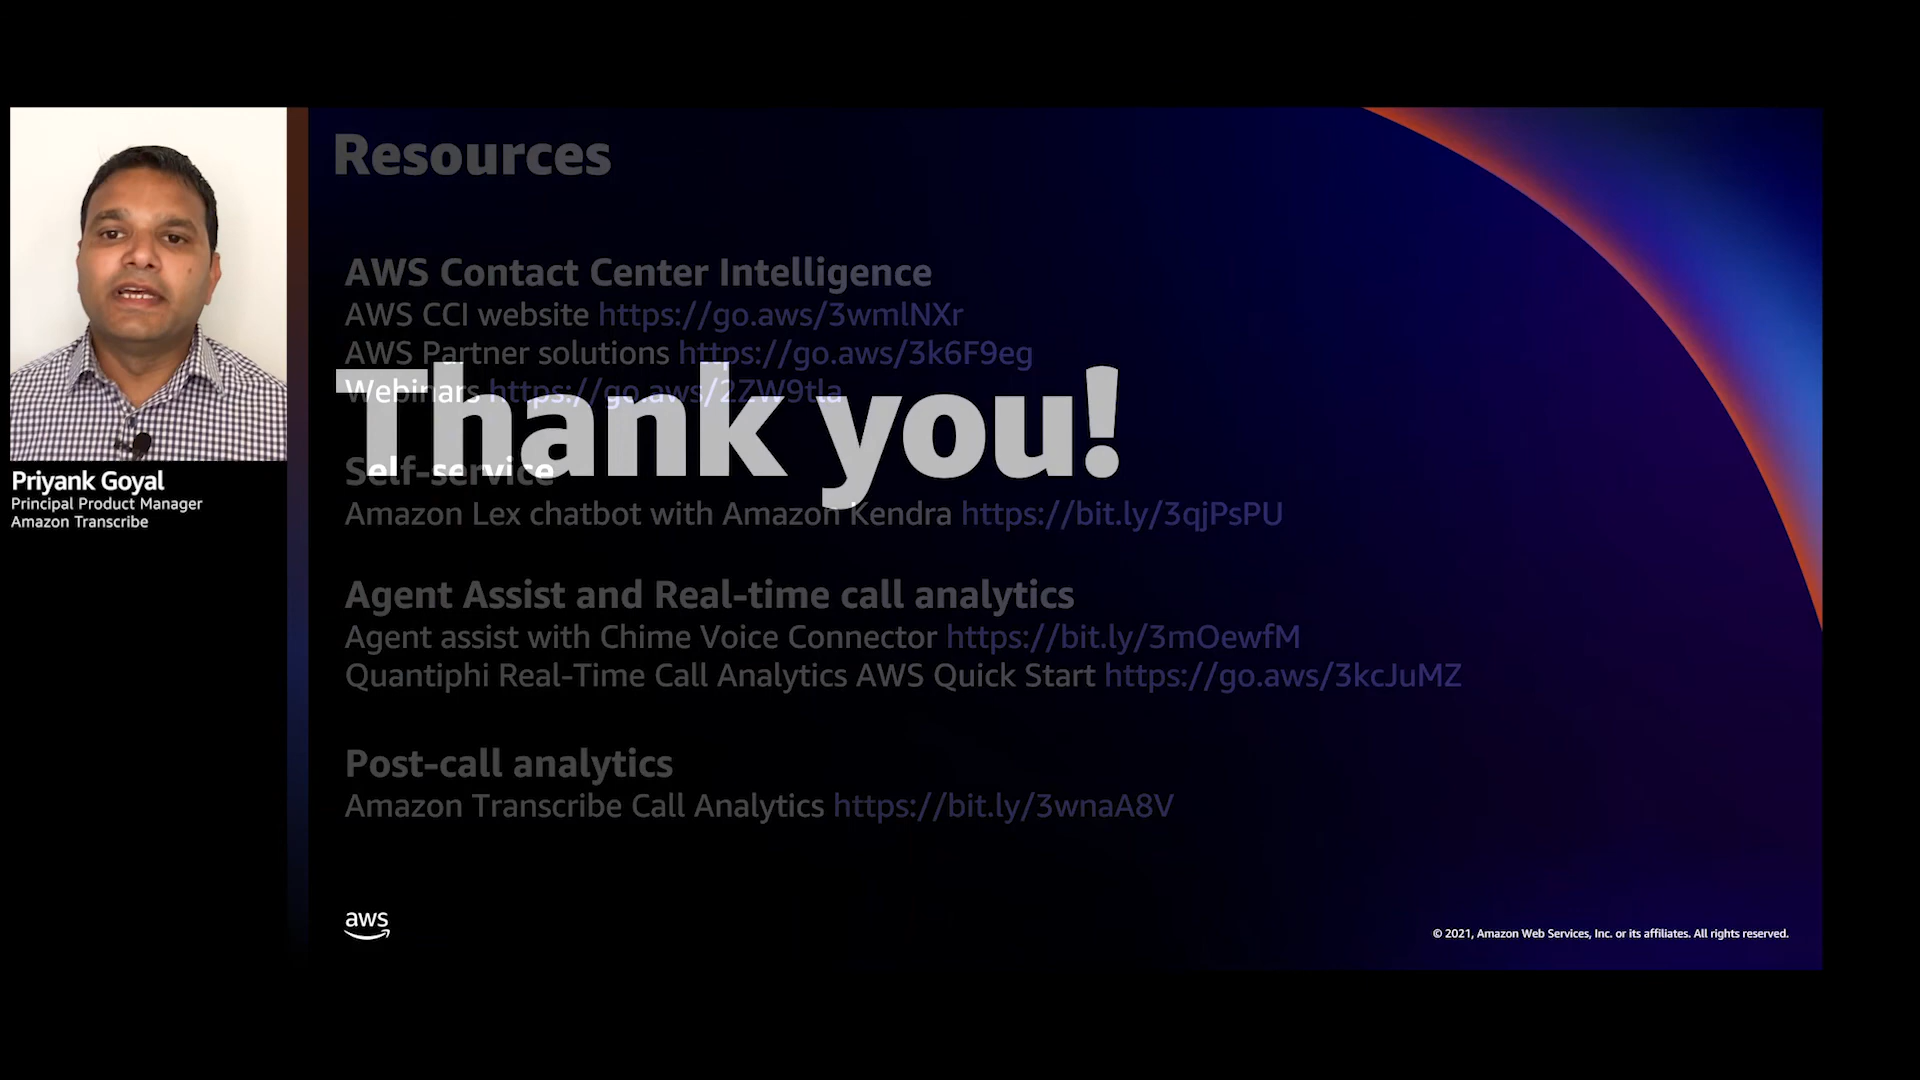 Resources
AWS Contact Center Intelligence
AWS CCI website https://go.aws/3wmlNXr
AWS Partner solutions https://go.aws/3k6F9eg
Webinars https://go.aws/2ZW9tla
Thank you!
Self-service
Amazon Lex chatbot with Amazon Kendra https://bit.ly/3qjPsPU
Agent Assist and Real-time call analytics
Agent assist with Chime Voice Connector https://bit.ly/3mOewfM
Quantiphi Real-Time Call Analytics AWS Quick Start https://go.aws/3kcJuMZ
Post-call analytics
Amazon Transcribe Call Analytics https://bit.ly/3wnaA8V
Priyank Goyal
Principal Product Manager
Amazon Transcribe
aws
© 2021, Amazon Web Services, Inc. or its affiliates. All rights reserved.